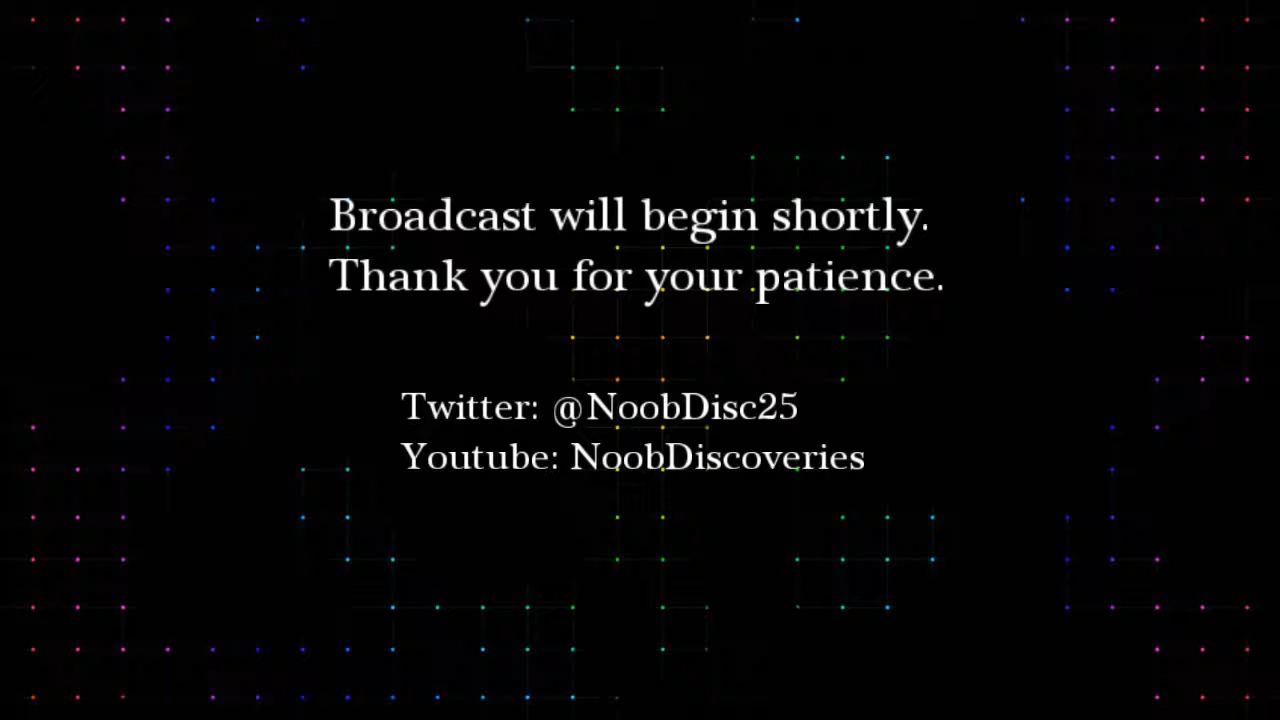 Broadcast will begin shortly.
Thank you for your patience.
Twitter: @NoobDisc25
Youtube: NoobDiscoveries